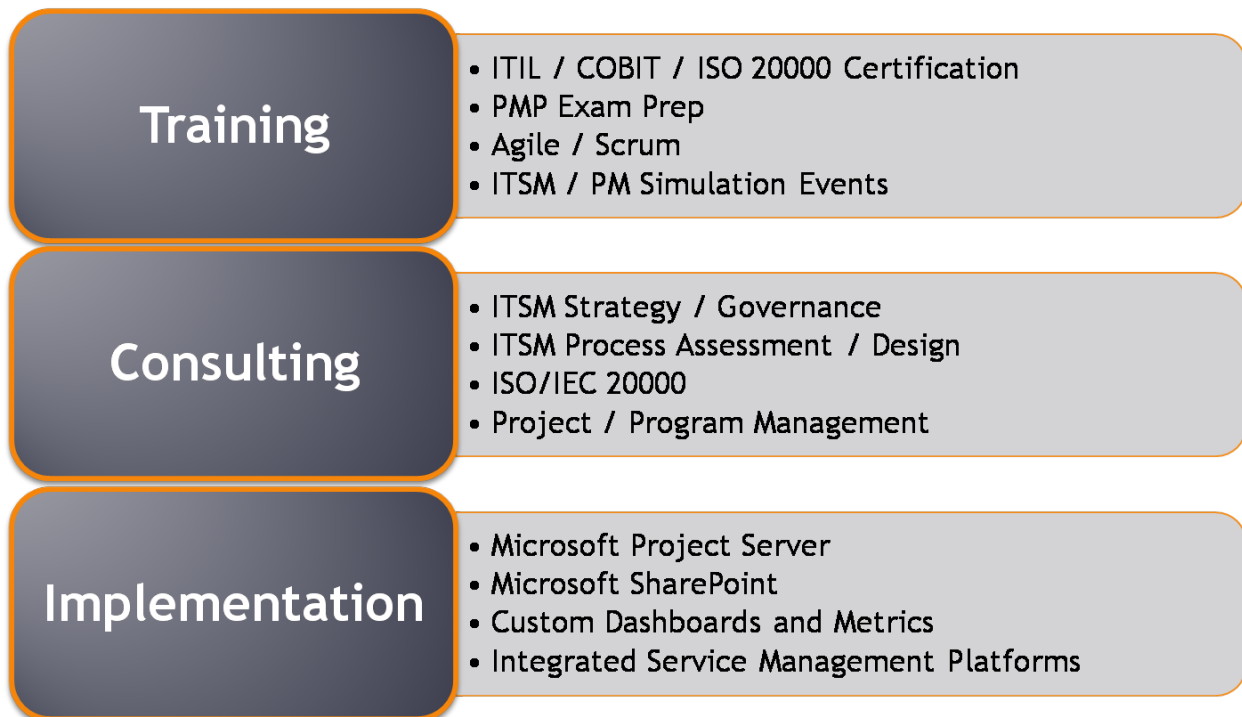 Training
• ITIL / COBIT / ISO 20000 Certification
• PMP Exam Prep
• Agile / Scrum
• ITSM / PM Simulation Events
Consulting
• ITSM Strategy / Governance
• ITSM Process Assessment / Design
• ISO/IEC 20000
• Project / Program Management
Implementation
• Microsoft Project Server
• Microsoft SharePoint
• Custom Dashboards and Metrics
• Integrated Service Management Platforms